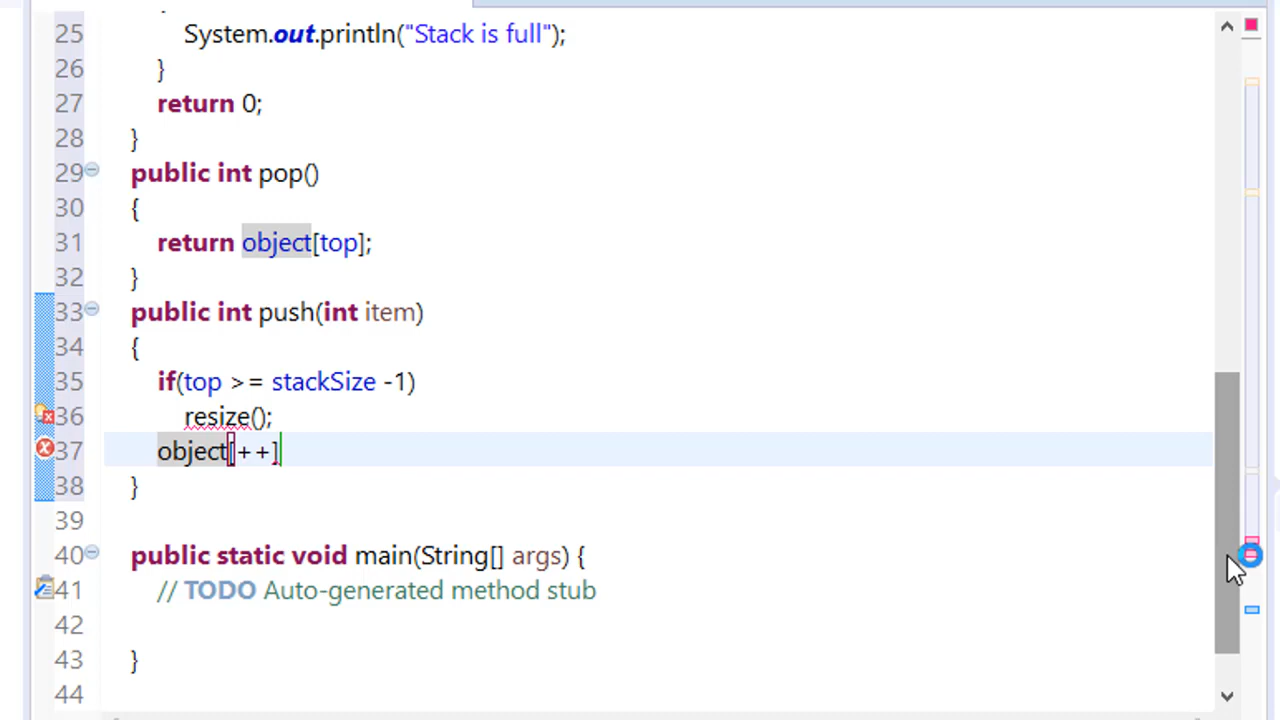 25 System.out.println("Stack is full");
26 }
27 return 0;
28 }
29 public int pop()
30 {
31 return object[top];
32 }
33 public int push(int item)
34 {
35 if(top >= stackSize -1)
36 resize();
37 object[++]
38 }
39
40 public static void main(String[] args) {
41 // TODO Auto-generated method stub
42
43 }
44